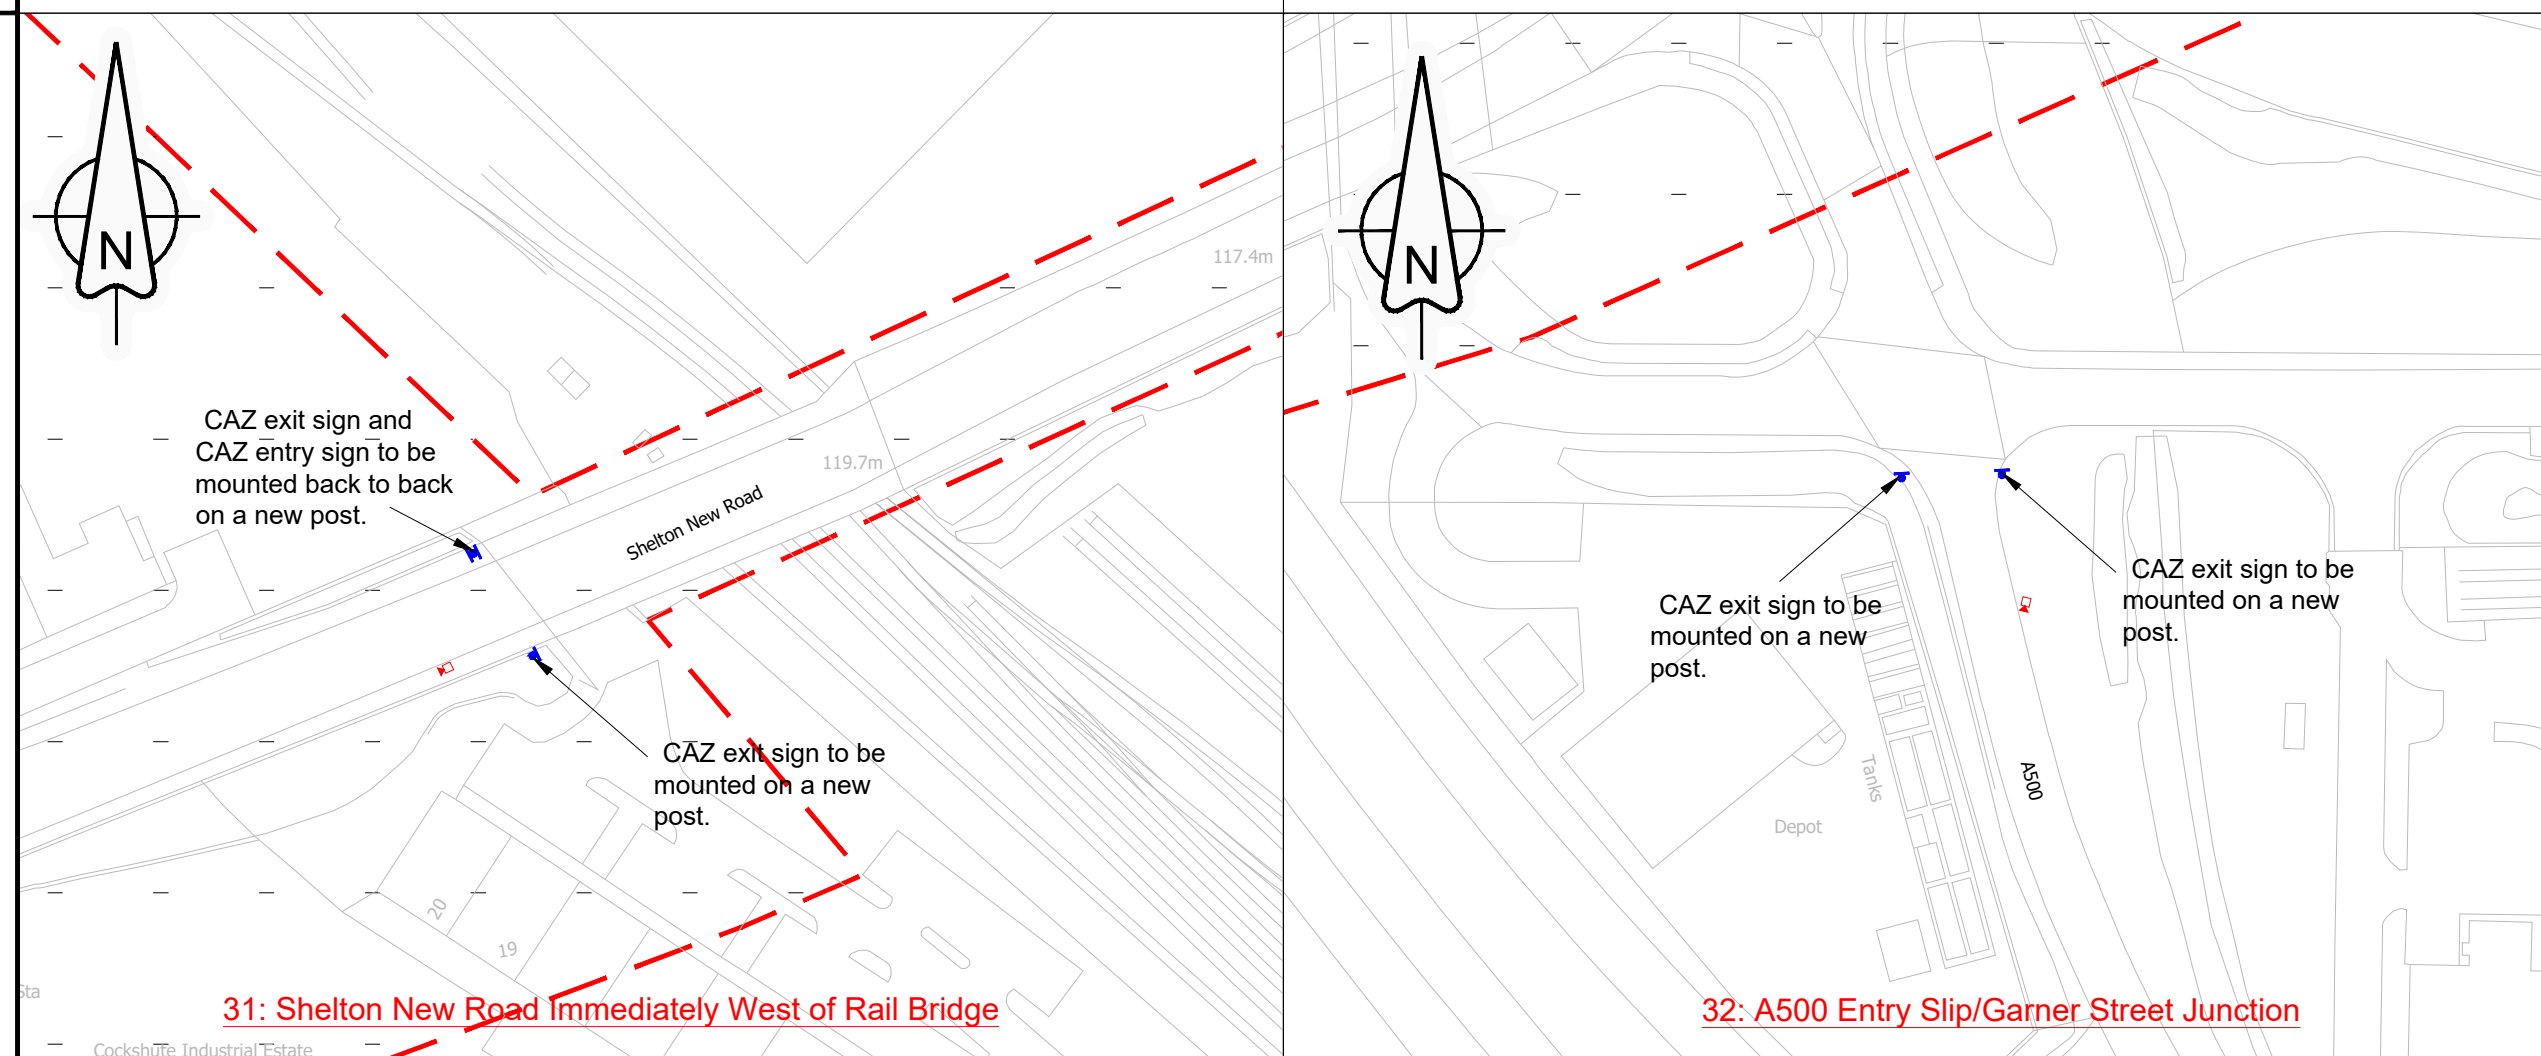 N
117.4m
CAZ exit sign and
CAZ entry sign to be
mounted back to back
on a new post.
119.7m
Shelton New Road
CAZ exit sign to be
mounted on a new
post.
20
19
Sta
31: Shelton New Road Immediately West of Rail Bridge
Cockshute Industrial Estate
N
CAZ exit sign to be
mounted on a new
post.
CAZ exit sign to be
mounted on a new
post.
Tanks
A500
Depot
32: A500 Entry Slip/Garner Street Junction